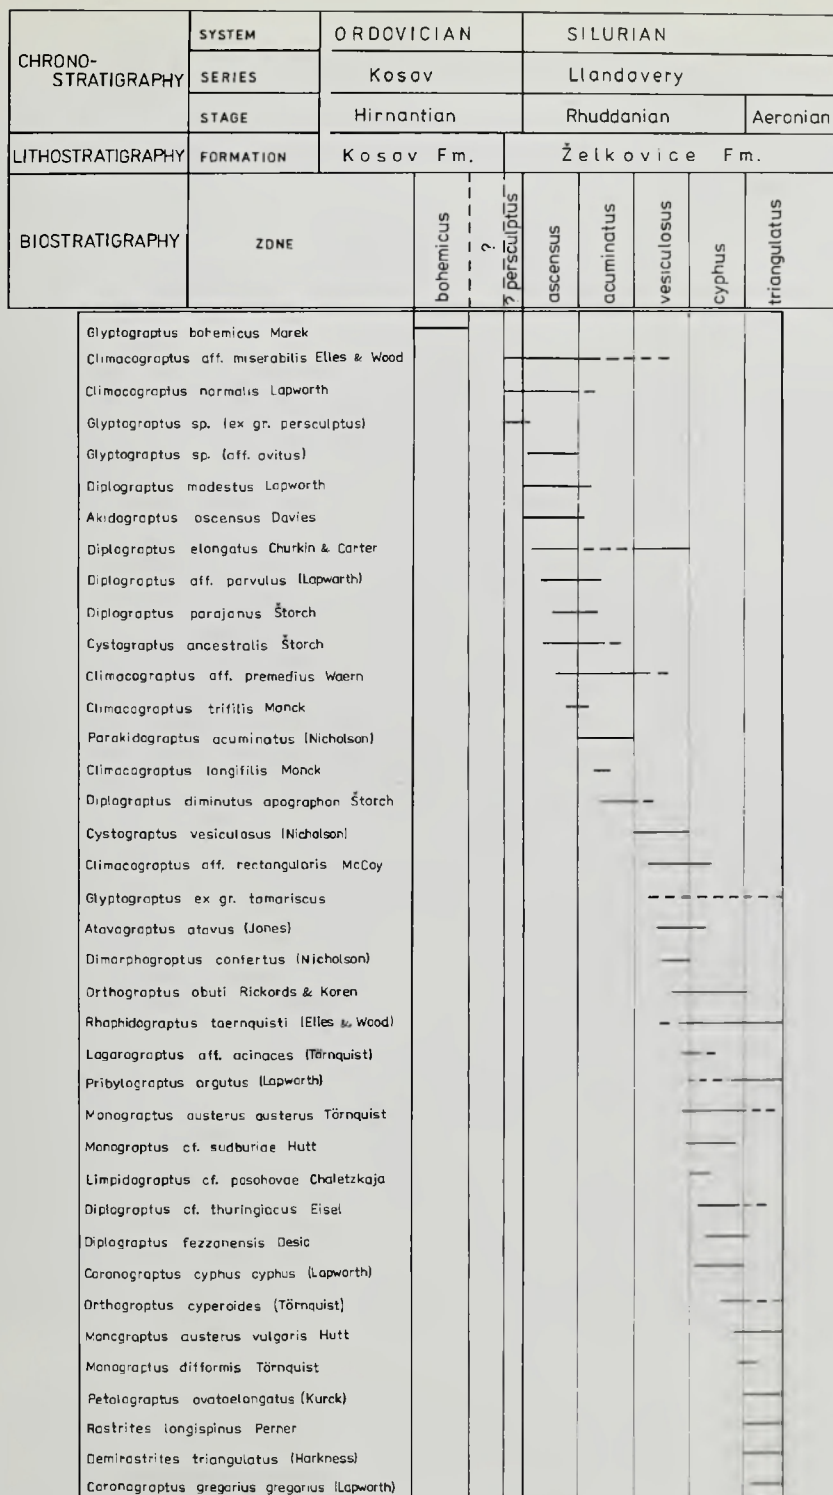 CHRONO-
STRATIGRAPHY
SYSTEM ORDOVICIAN SILURIAN
SERIES Kosov Llandovery
STAGE Hirnantian Rhuddanian Aeronian
LITHOSTRATIGRAPHY FORMATION Kosov Fm. Želkovice Fm.
BIOSTRATIGRAPHY ZONE bohemicus ? ? persculptus ascensus acuminatus vesiculosus cyphus triangulatus
Glyptograptus bohemicus Marek
Climacograptus aff. miserabilis Elles & Wood
Climacograptus normalis Lapworth
Glyptograptus sp. (ex gr. persculptus)
Glyptograptus sp. (aff. avitus)
Diplograptus modestus Lapworth
Akidograptus ascensus Davies
Diplograptus elongatus Churkin & Carter
Diplograptus aff. parvulus (Lapworth)
Diplograptus parajanus Štorch
Cystograptus ancestralis Štorch
Climacograptus aff. premedius Waern
Climacograptus trifilis Manck
Parakidograptus acuminatus (Nicholson)
Climacograptus longifilis Manck
Diplograptus diminutus apographon Štorch
Cystograptus vesiculosus (Nicholson)
Climacograptus aff. rectangularis McCoy
Glyptograptus ex gr. tamariscus
Atavograptus atavus (Jones)
Dimorphograptus confertus (Nicholson)
Orthograptus obuti Rickards & Koren
Rhaphidograptus toernquisti (Elles & Wood)
Lagarograptus aff. acinaces (Törnquist)
Pribylograptus argutus (Lapworth)
Monograptus austerus austerus Törnquist
Monograptus cf. sudburiae Hutt
Limpidograptus cf. posohovae Chaletzkaja
Diplograptus cf. thuringiacus Eisel
Diplograptus fezzanensis Desio
Coronograptus cyphus cyphus (Lapworth)
Orthograptus cyperoides (Törnquist)
Monograptus austerus vulgaris Hutt
Monograptus difformis Törnquist
Petalograptus ovatoelongatus (Kurck)
Rastrites longispinus Perner
Demirastrites triangulatus (Harkness)
Coronograptus gregarius gregarius (Lapworth)